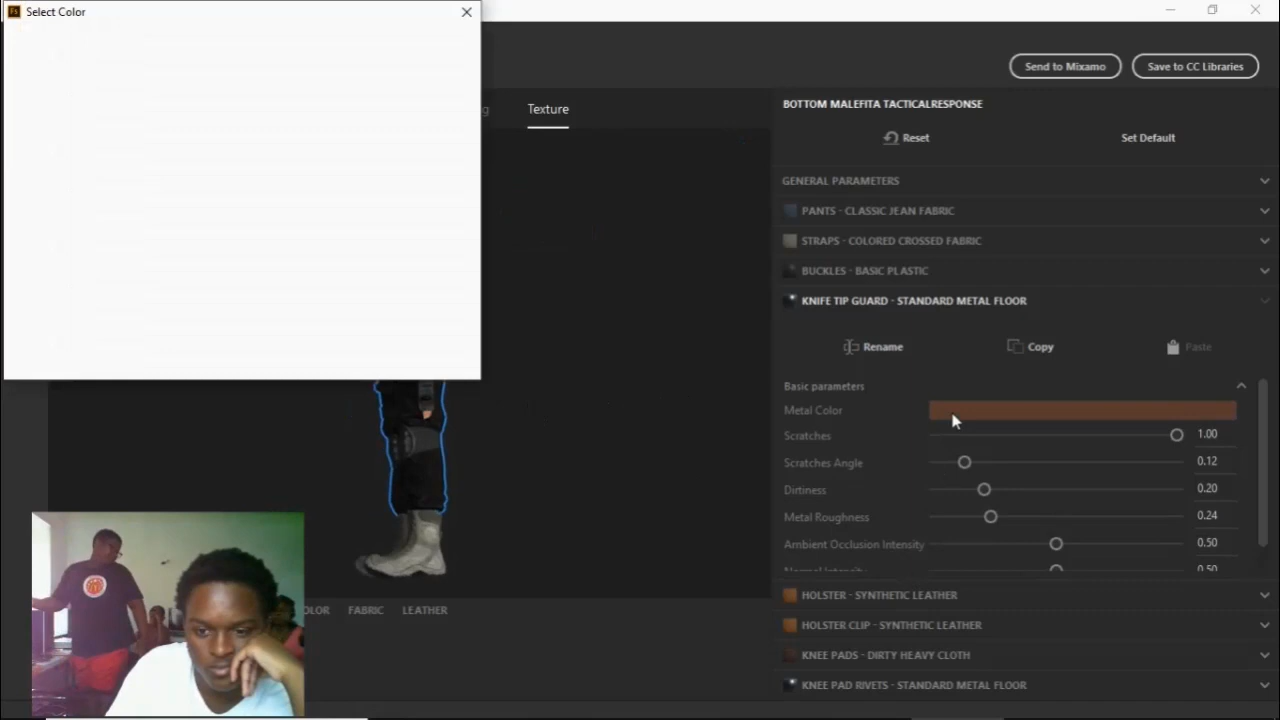 Fs Select Color
Send to Mixamo
Save to CC Libraries
g
Texture
BOTTOM MALEFITA TACTICALRESPONSE
Reset
Set Default
GENERAL PARAMETERS
PANTS - CLASSIC JEAN FABRIC
STRAPS - COLORED CROSSED FABRIC
BUCKLES - BASIC PLASTIC
KNIFE TIP GUARD - STANDARD METAL FLOOR
Rename
Copy
Paste
Basic parameters
Metal Color
Scratches 1.00
Scratches Angle 0.12
Dirtiness 0.20
Metal Roughness 0.24
Ambient Occlusion Intensity 0.50
Normal Intensity 0.50
HOLSTER - SYNTHETIC LEATHER
OLOR FABRIC LEATHER
HOLSTER CLIP - SYNTHETIC LEATHER
KNEE PADS - DIRTY HEAVY CLOTH
KNEE PAD RIVETS - STANDARD METAL FLOOR